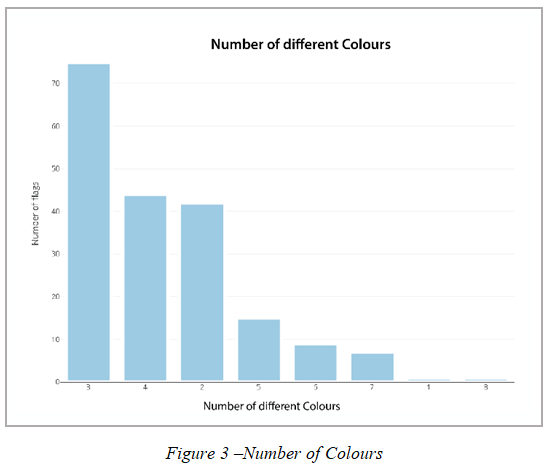 Number of different Colours
70
60
50
40
30
20
10
0
Number of flags
3 4 2 5 6 7 1 8
Number of different Colours
Figure 3 –Number of Colours